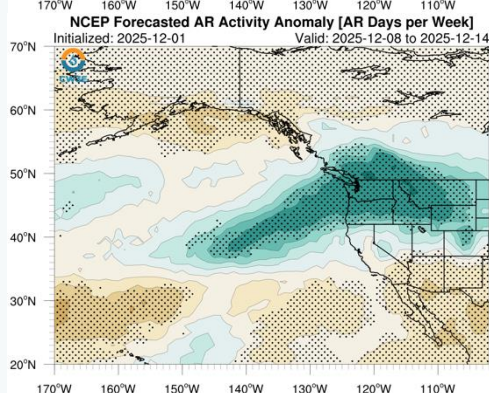 170°W 160°W 150°W 140°W 130°W 120°W 110°W
NCEP Forecasted AR Activity Anomaly [AR Days per Week]
Initialized: 2025-12-01 Valid: 2025-12-08 to 2025-12-14
70°N
60°N
50°N
40°N
30°N
20°N
170°W 160°W 150°W 140°W 130°W 120°W 110°W